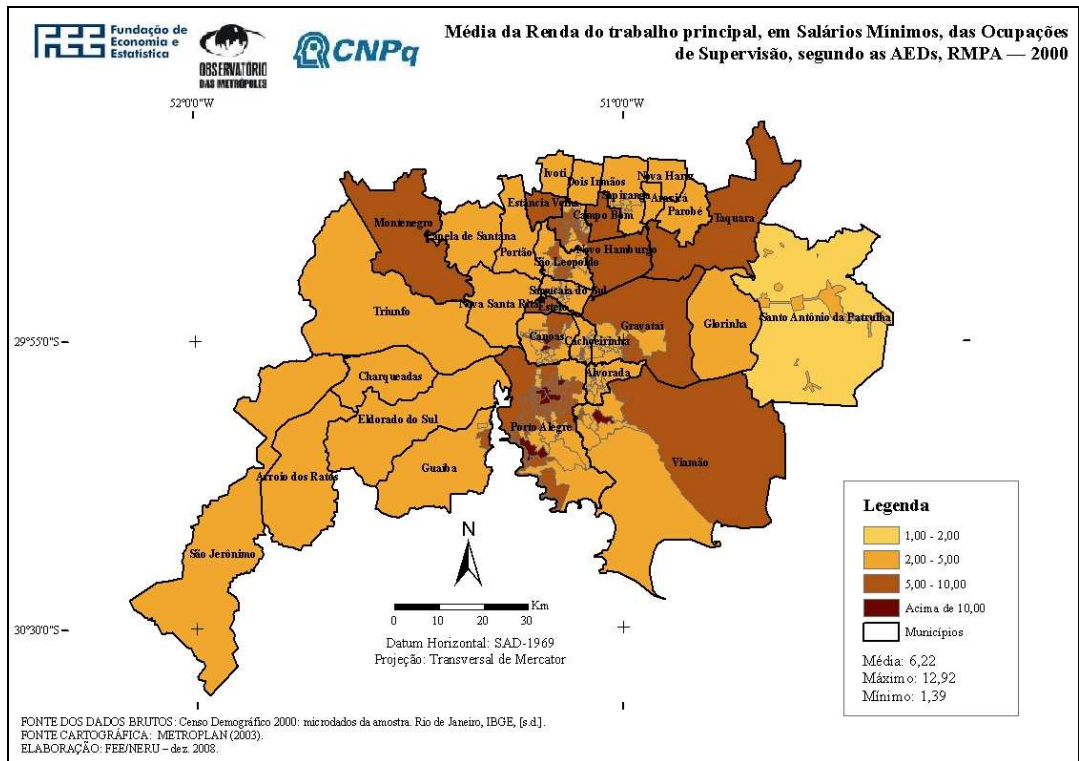 FEE Fundação de
Economia e
Estatística
OBSERVATÓRIO
DAS METRÓPOLES
CNPq
Média da Renda do trabalho principal, em Salários Mínimos, das Ocupações
de Supervisão, segundo as AEDs, RMPA — 2000
52°0'0"W
51°0'0"W
Ivoti
Dois Irmãos
Nova Hartz
Sapiranga
Araricá
Estância Velha
Campo Bom
Parobé
Taquara
Montenegro
Capela de Santana
Portão
Novo Hamburgo
São Leopoldo
Sapucaia do Sul
Nova Santa Rita
Esteio
Triunfo
Gravataí
Glorinha
Santo Antônio da Patrulha
Canoas
Cachoeirinha
29°55'0"S
Charqueadas
Alvorada
Eldorado do Sul
Porto Alegre
Guaíba
Viamão
Arroio dos Ratos
São Jerônimo
N
Km
0 10 20 30
30°30'0"S
Datum Horizontal: SAD-1969
Projeção: Transversal de Mercator
Legenda
1,00 - 2,00
2,00 - 5,00
5,00 - 10,00
Acima de 10,00
Municípios
Média: 6,22
Máximo: 12,92
Mínimo: 1,39
FONTE DOS DADOS BRUTOS: Censo Demográfico 2000: microdados da amostra. Rio de Janeiro, IBGE, [s.d.].
FONTE CARTOGRÁFICA: METROPLAN (2003).
ELABORAÇÃO: FEE/NERU – dez. 2008.